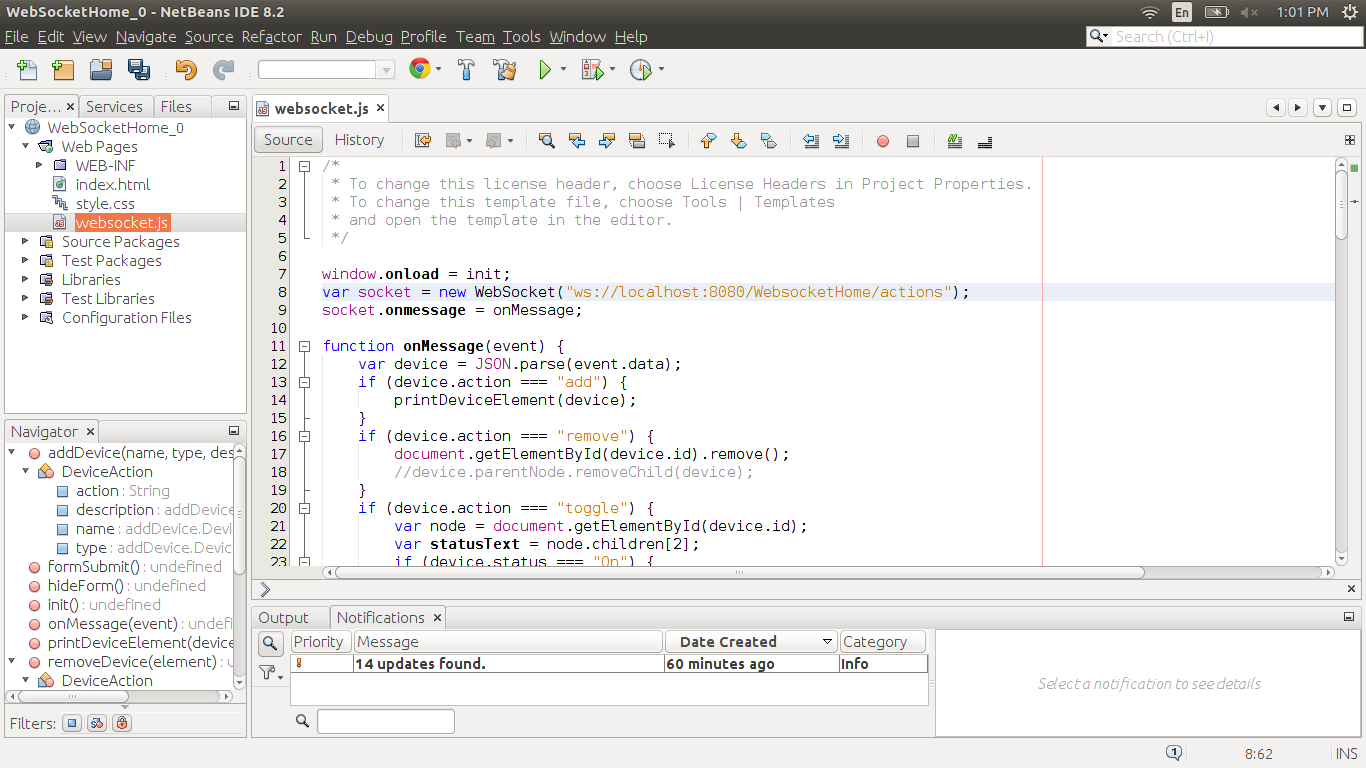 WebSocketHome_0 - NetBeans IDE 8.2
En
1:01 PM
File Edit View Navigate Source Refactor Run Debug Profile Team Tools Window Help
Search (Ctrl+I)
Proje...
Services
Files
WebSocketHome_0
Web Pages
WEB-INF
index.html
style.css
websocket.js
Source Packages
Test Packages
Libraries
Test Libraries
Configuration Files
Navigator
addDevice(name, type, des
DeviceAction
action : String
description : addDevice
name : addDevice.Devi
type : addDevice.Devic
formSubmit() : undefined
hideForm() : undefined
init() : undefined
onMessage(event) : undefi
printDeviceElement(device
removeDevice(element) : u
DeviceAction
Filters:
websocket.js
Source History
1 /*
2 * To change this license header, choose License Headers in Project Properties.
3 * To change this template file, choose Tools | Templates
4 * and open the template in the editor.
5 */
6
7 window.onload = init;
8 var socket = new WebSocket("ws://localhost:8080/WebsocketHome/actions");
9 socket.onmessage = onMessage;
10
11 function onMessage(event) {
12 var device = JSON.parse(event.data);
13 if (device.action === "add") {
14 printDeviceElement(device);
15 }
16 if (device.action === "remove") {
17 document.getElementById(device.id).remove();
18 //device.parentNode.removeChild(device);
19 }
20 if (device.action === "toggle") {
21 var node = document.getElementById(device.id);
22 var statusText = node.children[2];
23 if (device.status === "On") {
Output
Notifications
Priority Message Date Created Category
14 updates found. 60 minutes ago Info
Select a notification to see details
1
8:62
INS